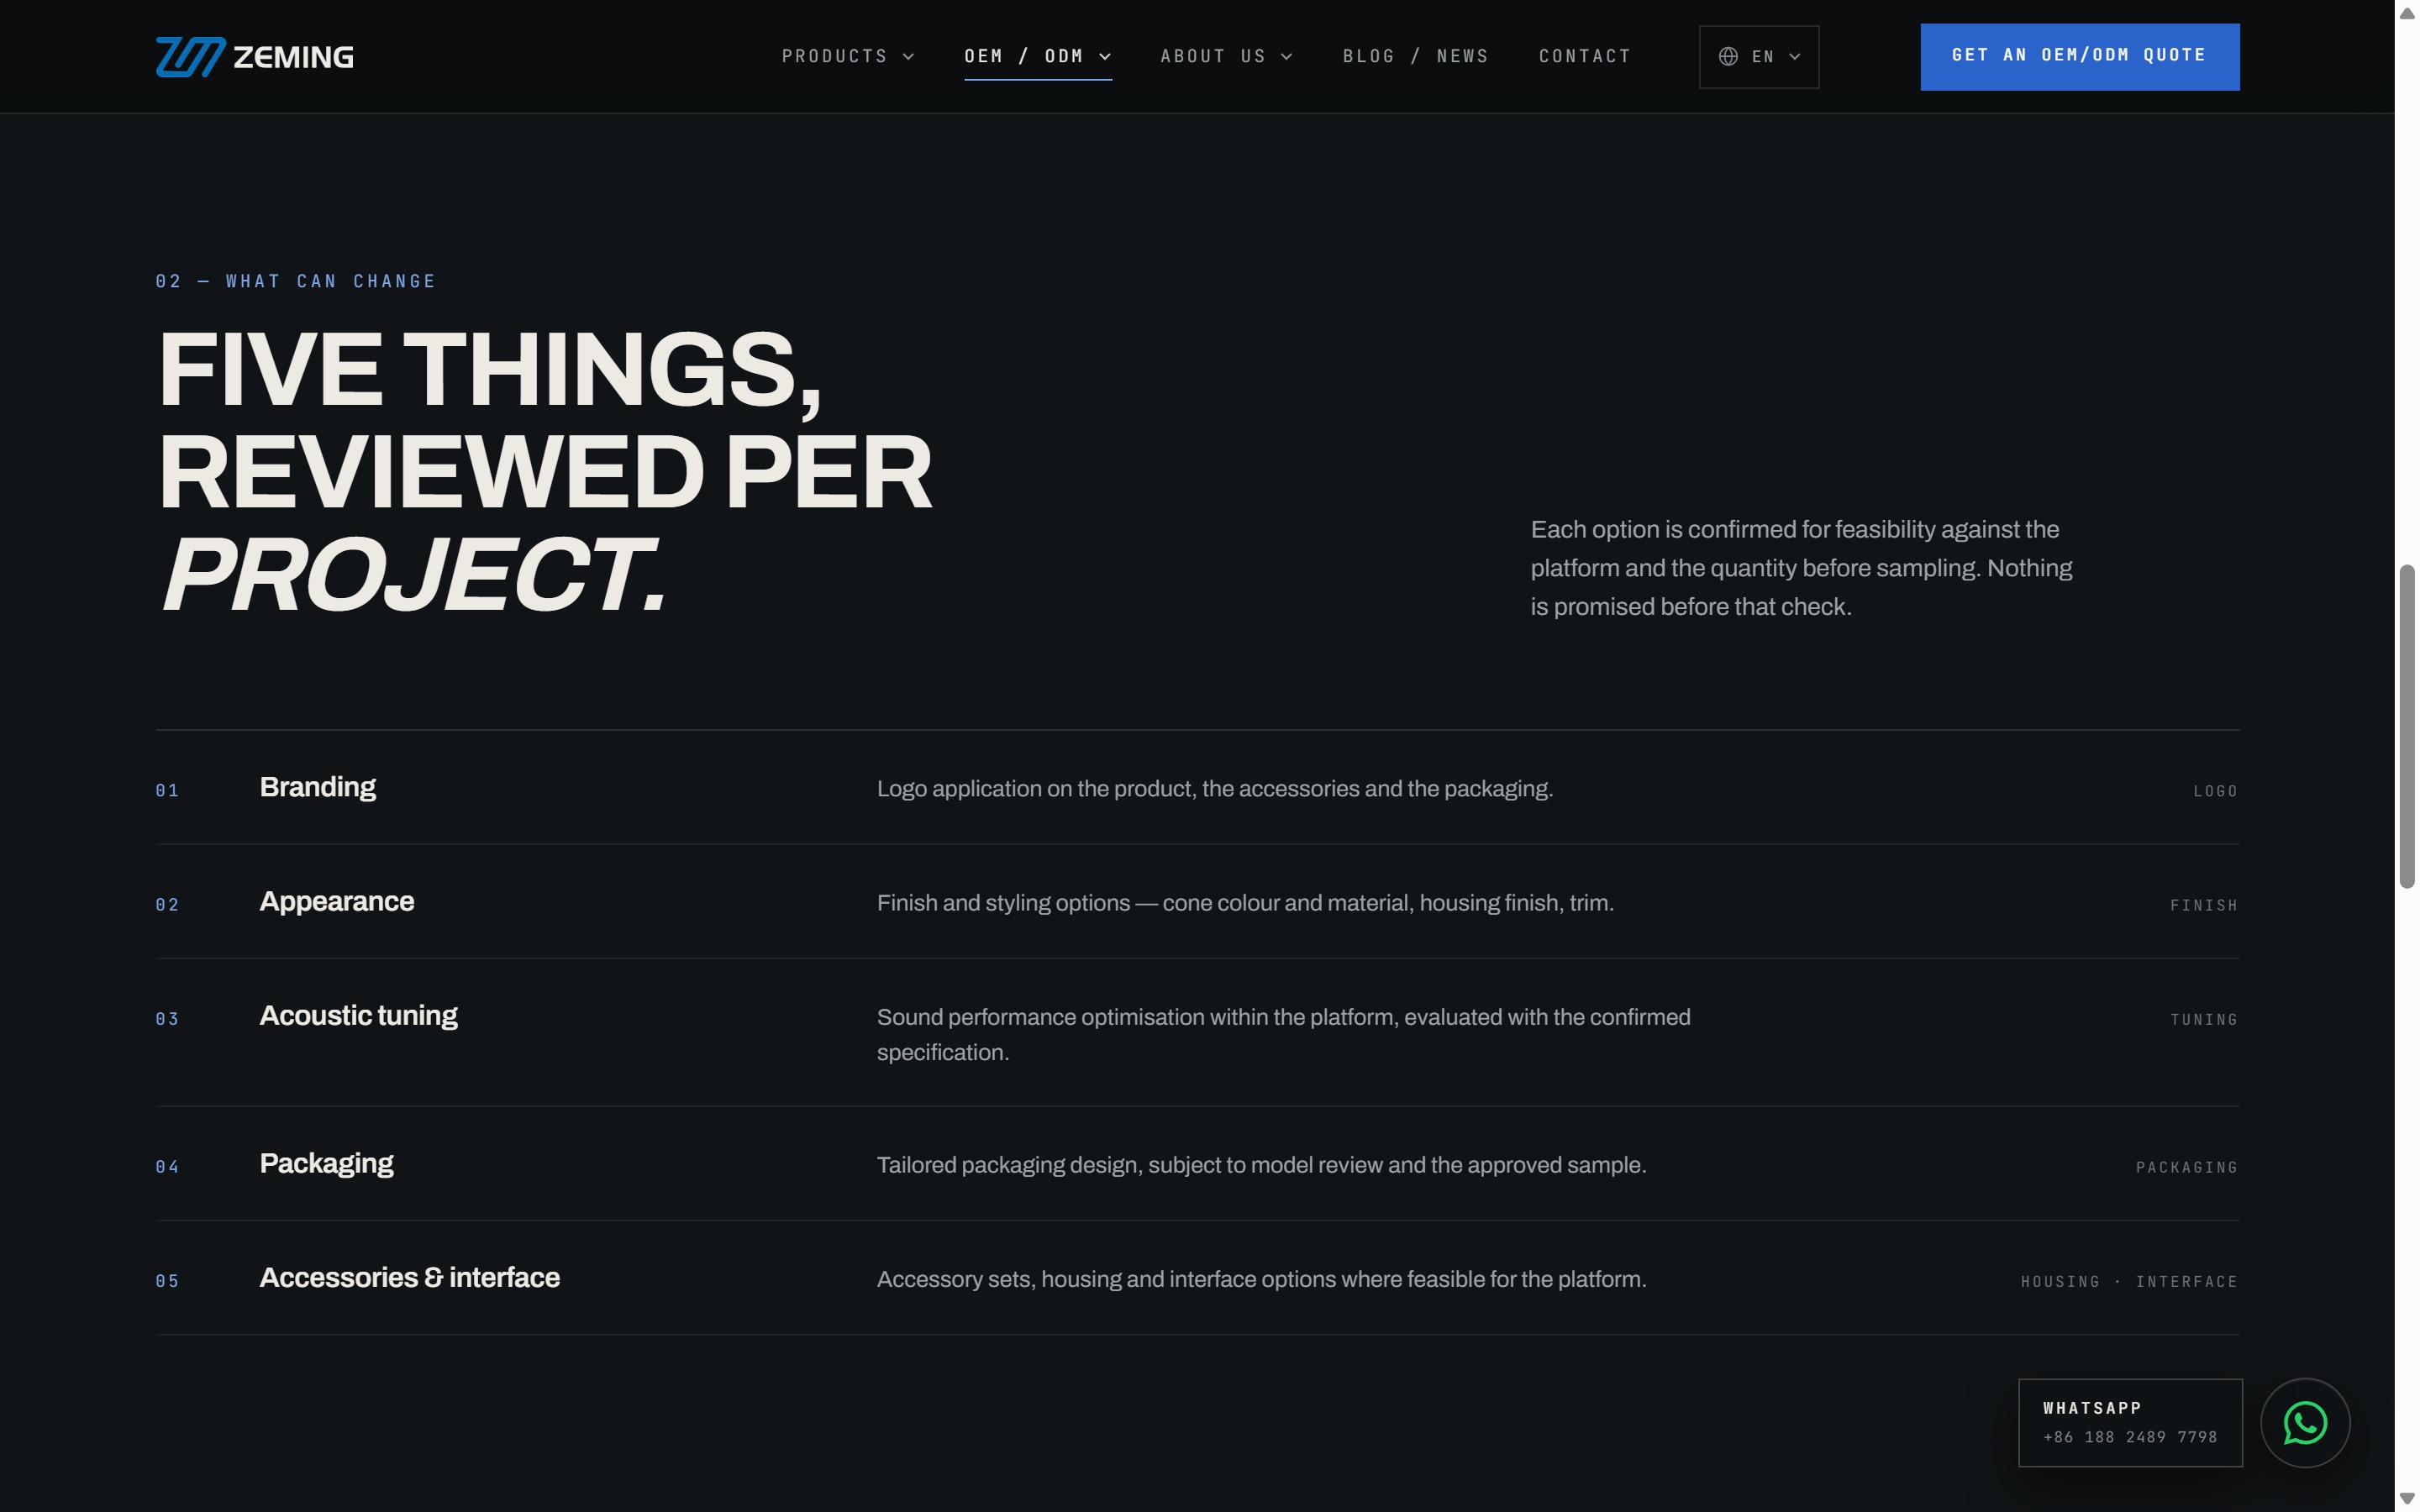 ZEMING
PRODUCTS
OEM / ODM
ABOUT US
BLOG / NEWS
CONTACT
EN
GET AN OEM/ODM QUOTE
02 — WHAT CAN CHANGE
FIVE THINGS,
REVIEWED PER
PROJECT.
Each option is confirmed for feasibility against the
platform and the quantity before sampling. Nothing
is promised before that check.
01 Branding Logo application on the product, the accessories and the packaging. LOGO
02 Appearance Finish and styling options — cone colour and material, housing finish, trim. FINISH
03 Acoustic tuning Sound performance optimisation within the platform, evaluated with the confirmed TUNING
specification.
04 Packaging Tailored packaging design, subject to model review and the approved sample. PACKAGING
05 Accessories & interface Accessory sets, housing and interface options where feasible for the platform. HOUSING · INTERFACE
WHATSAPP
+86 188 2489 7798